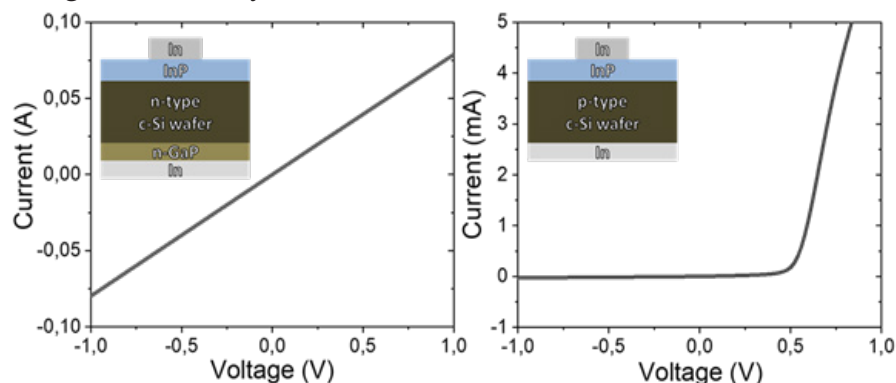 0,10
0,05
0,00
-0,05
-0,10
Current (A)
In
InP
n-type
c-Si wafer
n-GaP
In
-1,0 -0,5 0,0 0,5 1,0
Voltage (V)
5
4
3
2
1
0
-1
Current (mA)
In
InP
p-type
c-Si wafer
In
-1,0 -0,5 0,0 0,5 1,0
Voltage (V)